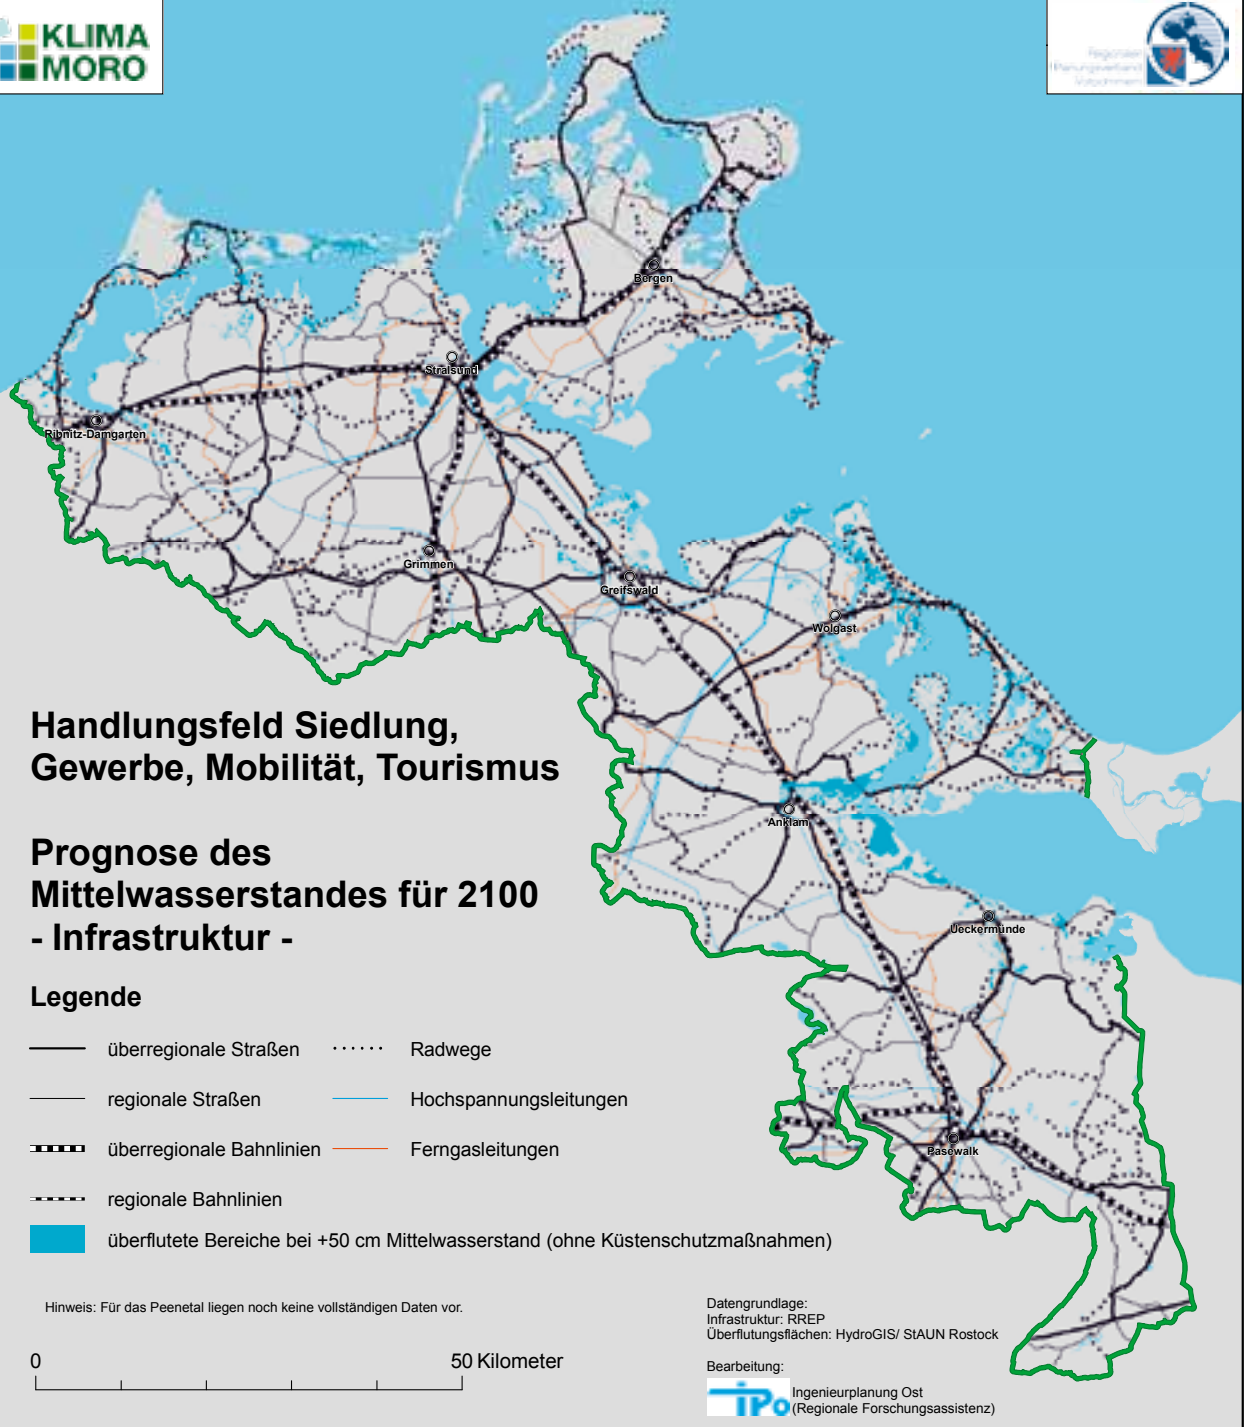 KLIMA
MORO
Regionaler
Planungsverband
Vorpommern
Bergen
Stralsund
Ribnitz-Damgarten
Grimmen
Greifswald
Wolgast
Anklam
Ueckermünde
Pasewalk
Handlungsfeld Siedlung,
Gewerbe, Mobilität, Tourismus
Prognose des
Mittelwasserstandes für 2100
- Infrastruktur -
Legende
überregionale Straßen
Radwege
regionale Straßen
Hochspannungsleitungen
überregionale Bahnlinien
Ferngasleitungen
regionale Bahnlinien
überflutete Bereiche bei +50 cm Mittelwasserstand (ohne Küstenschutzmaßnahmen)
Hinweis: Für das Peenetal liegen noch keine vollständigen Daten vor.
0
50 Kilometer
Datengrundlage:
Infrastruktur: RREP
Überflutungsflächen: HydroGIS/ StAUN Rostock
Bearbeitung:
IPO
Ingenieurplanung Ost
(Regionale Forschungsassistenz)